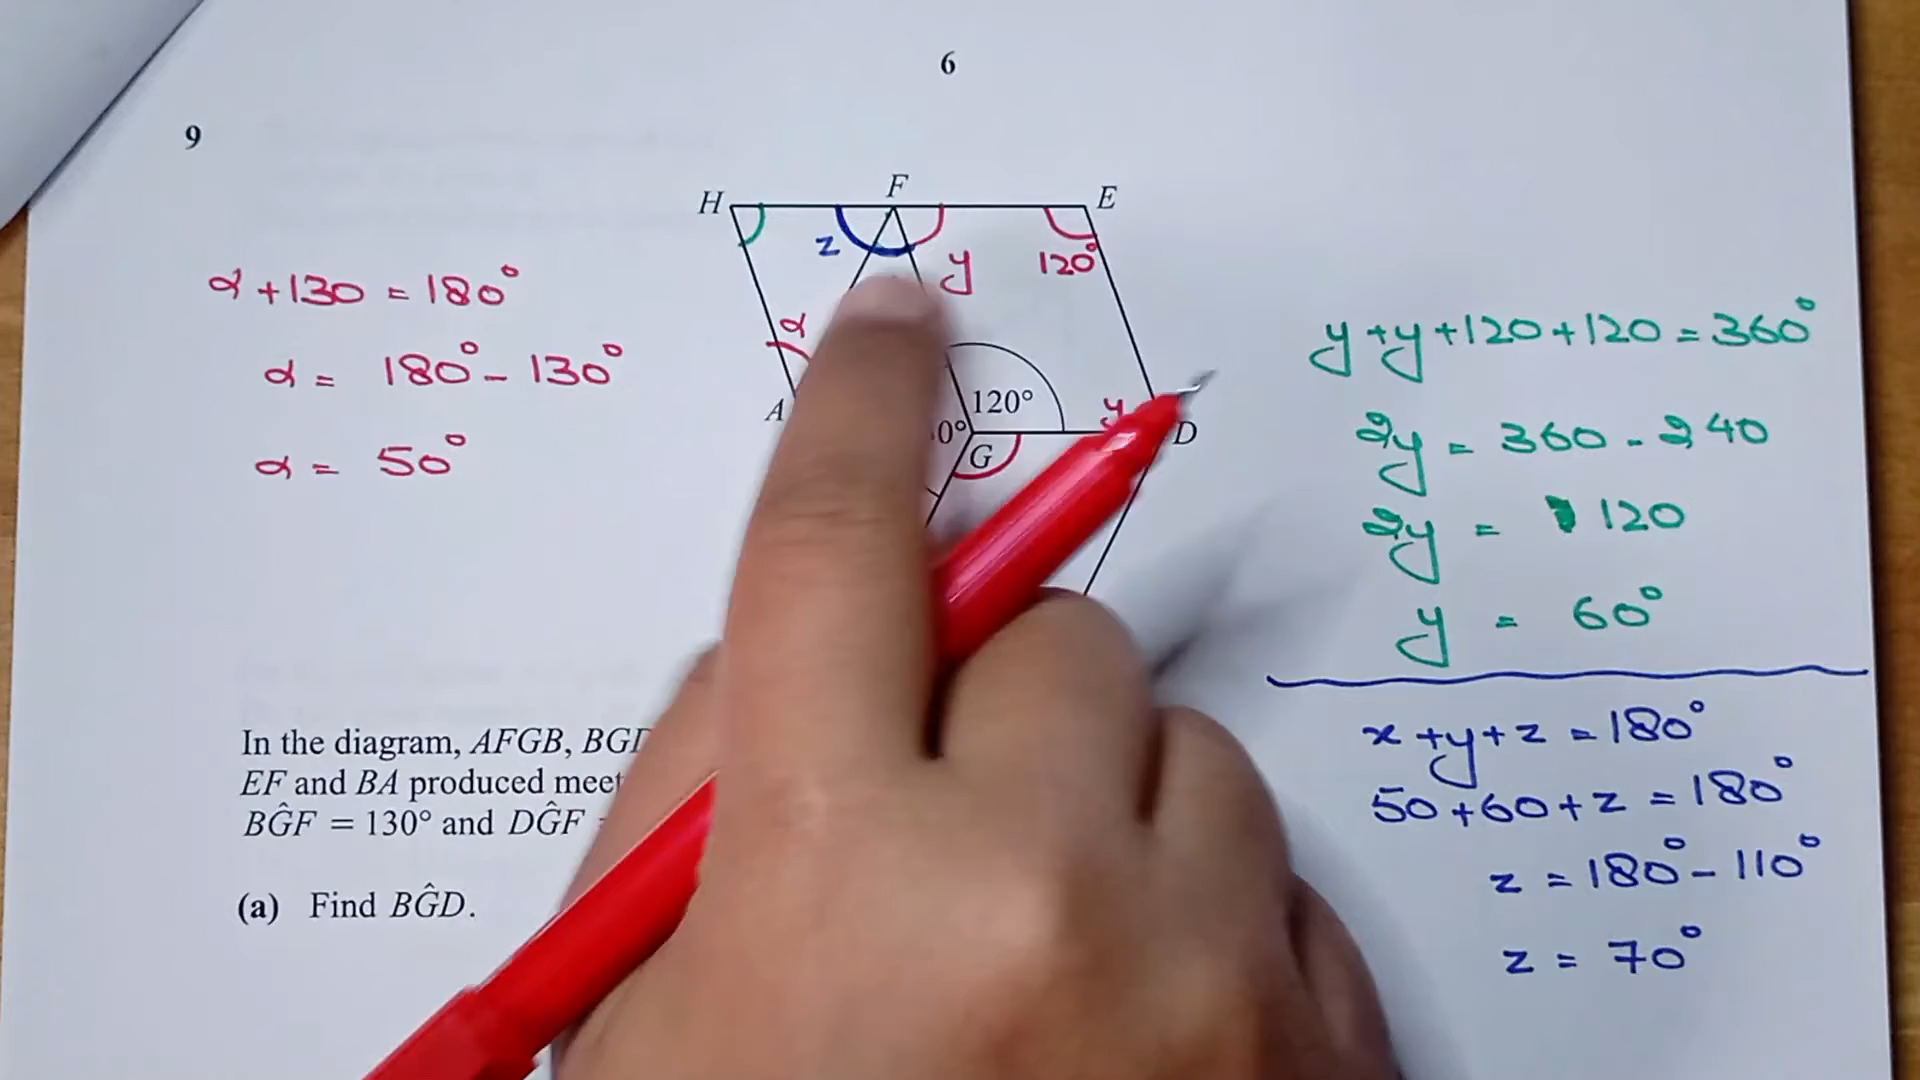 6
9
H
F
E
z
y
120°
α
A
120°
0°
G
y
D
α + 130 = 180°
α = 180° - 130°
α = 50°
y + y + 120 + 120 = 360°
2y = 360 - 240
2y = 120
y = 60°
x + y + z = 180°
50 + 60 + z = 180°
z = 180° - 110°
z = 70°
In the diagram, AFGB, BGD
EF and BA produced meet
BĜF = 130° and DĜF
(a) Find BĜD.